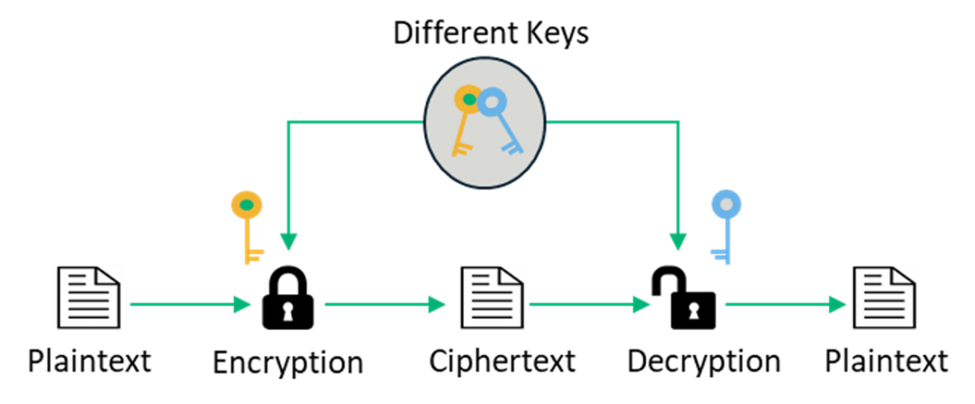 Different Keys
Plaintext
Encryption
Ciphertext
Decryption
Plaintext